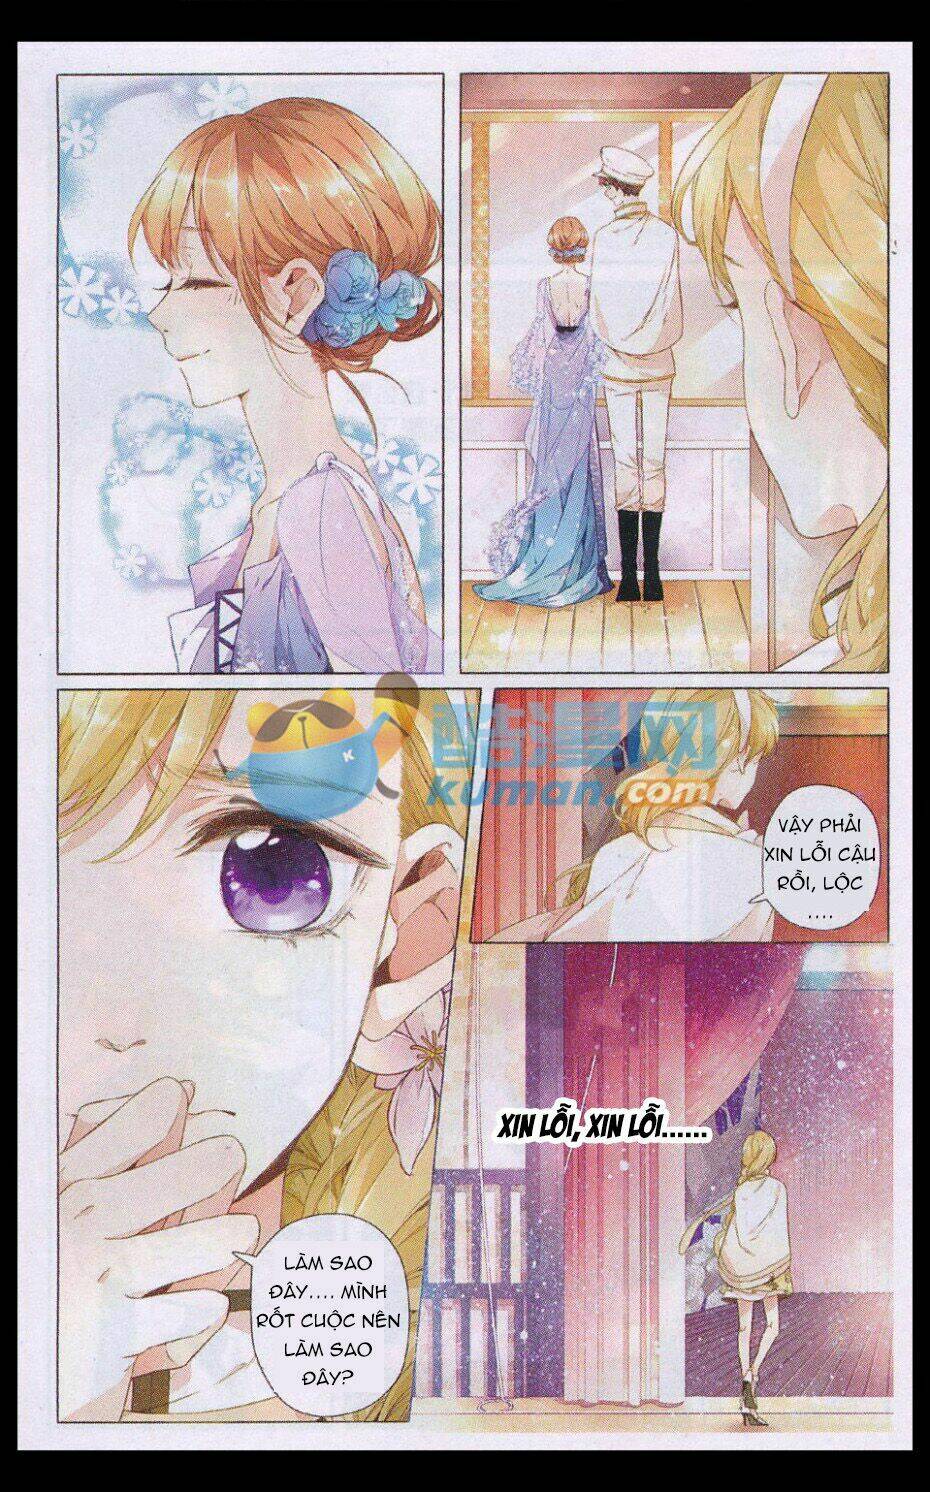 酷漫网
K
kuman.com
VẬY PHẢI
XIN LỖI CẬU
RỒI, LỘC
....
XIN LỖI, XIN LỖI......
LÀM SAO
ĐÂY.... MÌNH
RỐT CUỘC NÊN
LÀM SAO
ĐÂY?